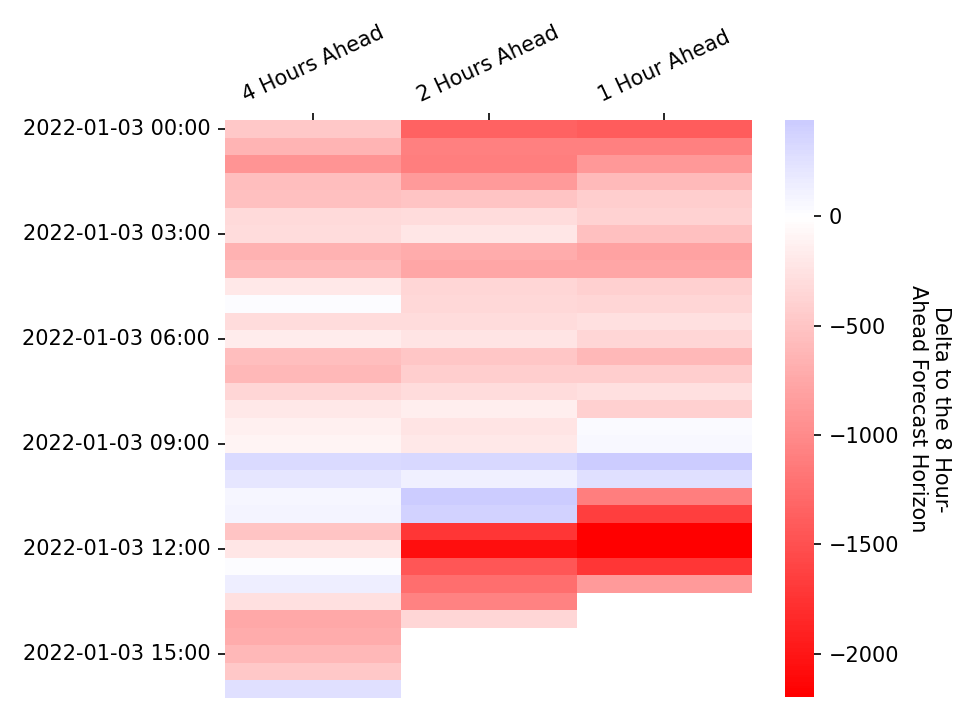 4 Hours Ahead
2 Hours Ahead
1 Hour Ahead
2022-01-03 00:00
2022-01-03 03:00
2022-01-03 06:00
2022-01-03 09:00
2022-01-03 12:00
2022-01-03 15:00
0
−500
−1000
−1500
−2000
Delta to the 8 Hour-
Ahead Forecast Horizon